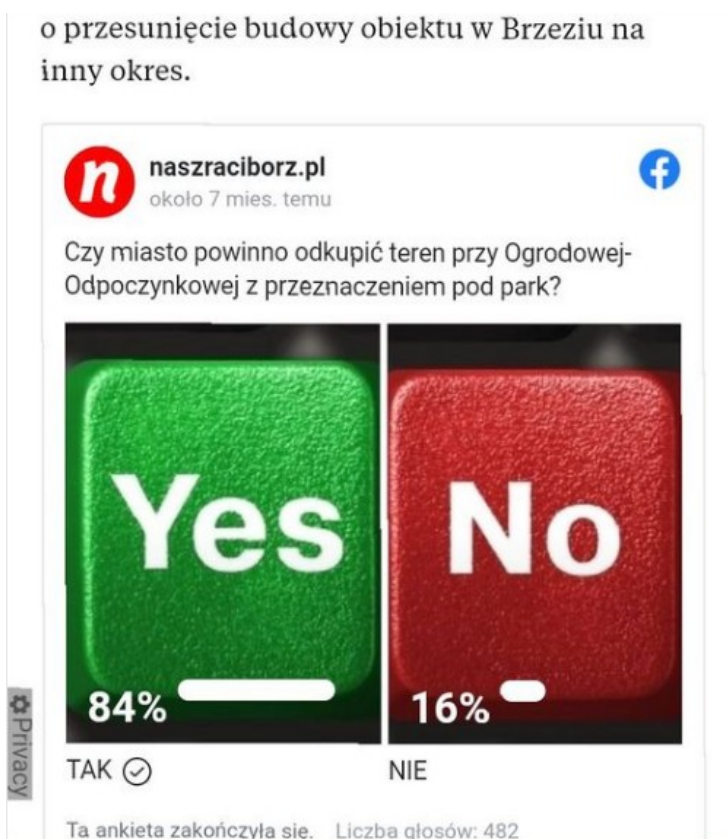 o przesunięcie budowy obiektu w Brzeziu na
inny okres.
n
naszraciborz.pl
około 7 mies. temu
Czy miasto powinno odkupić teren przy Ogrodowej-
Odpoczynkowej z przeznaczeniem pod park?
Yes
No
84%
16%
TAK
NIE
Ta ankieta zakończyła się. Liczba głosów: 482
Privacy